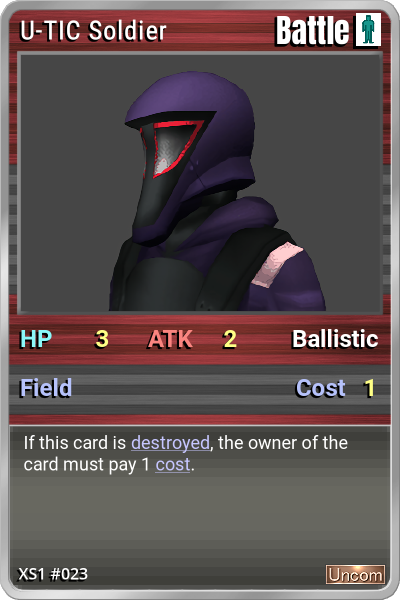 U-TIC Soldier Battle
HP 3 ATK 2 Ballistic
Field Cost 1
If this card is destroyed, the owner of the
card must pay 1 cost.
XS1 #023 Uncom